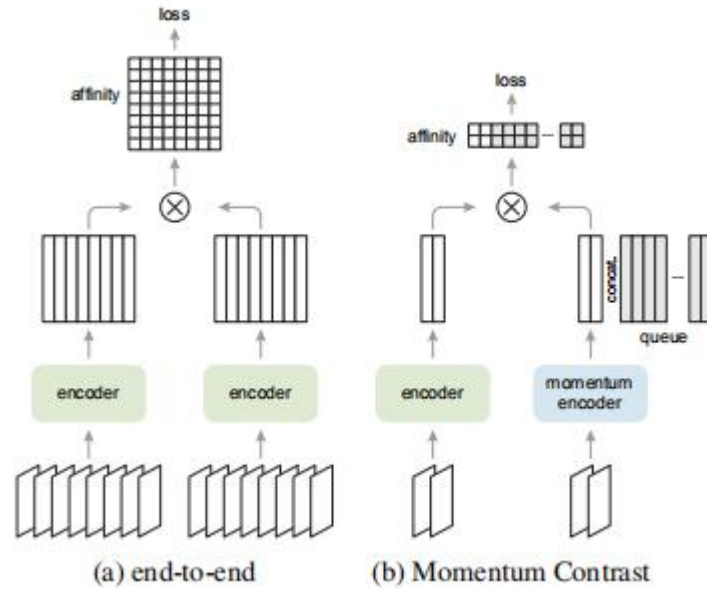 loss
affinity
encoder
encoder
(a) end-to-end
loss
affinity
concat.
queue
encoder
momentum
encoder
(b) Momentum Contrast